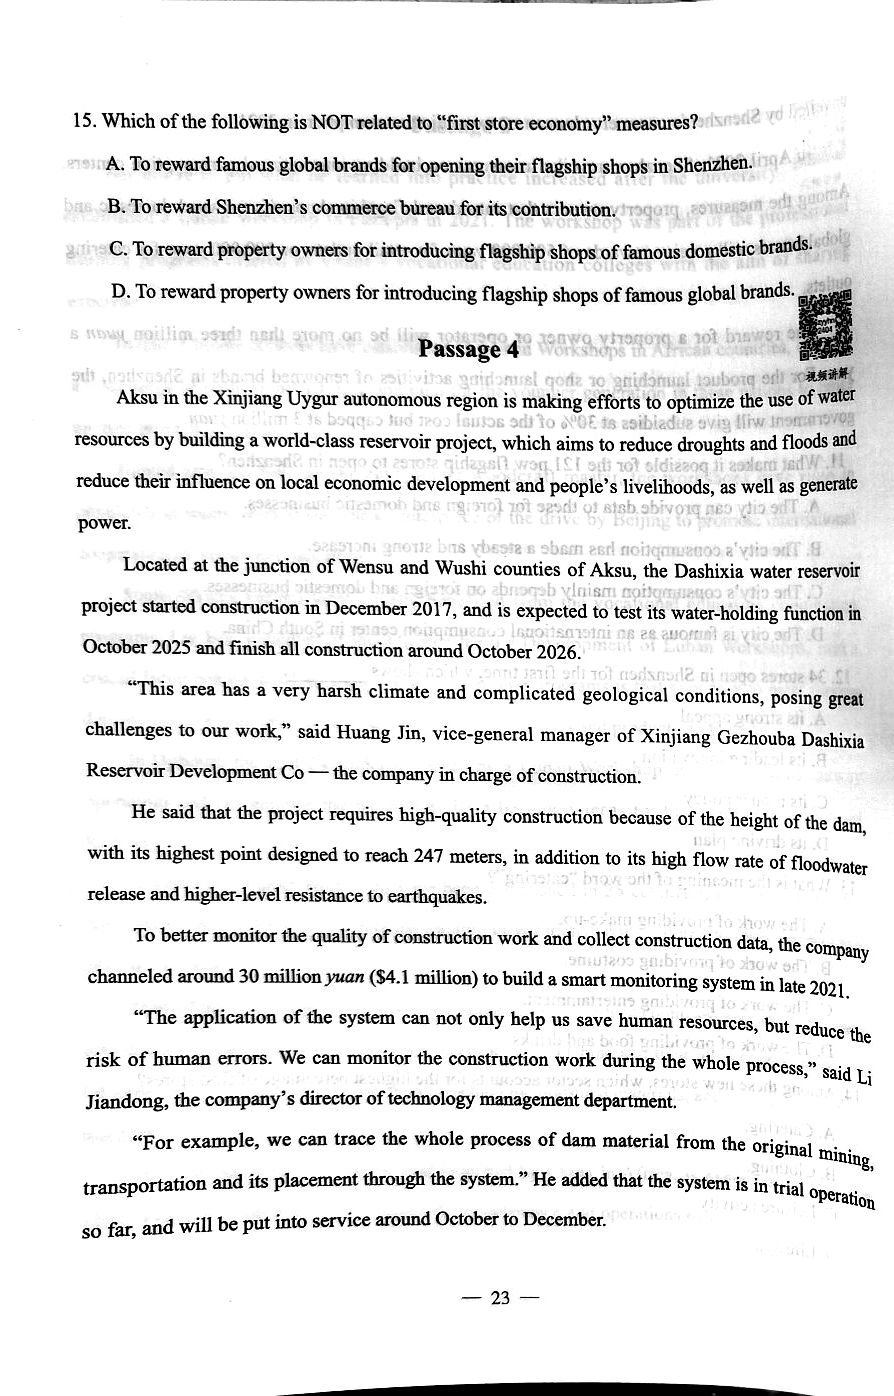 15. Which of the following is NOT related to “first store economy” measures?
A. To reward famous global brands for opening their flagship shops in Shenzhen.
B. To reward Shenzhen’s commerce bureau for its contribution.
C. To reward property owners for introducing flagship shops of famous domestic brands.
D. To reward property owners for introducing flagship shops of famous global brands.
Passage 4
视频讲解
Aksu in the Xinjiang Uygur autonomous region is making efforts to optimize the use of water
resources by building a world-class reservoir project, which aims to reduce droughts and floods and
reduce their influence on local economic development and people’s livelihoods, as well as generate
power.
Located at the junction of Wensu and Wushi counties of Aksu, the Dashixia water reservoir
project started construction in December 2017, and is expected to test its water-holding function in
October 2025 and finish all construction around October 2026.
“This area has a very harsh climate and complicated geological conditions, posing great
challenges to our work,” said Huang Jin, vice-general manager of Xinjiang Gezhouba Dashixia
Reservoir Development Co — the company in charge of construction.
He said that the project requires high-quality construction because of the height of the dam,
with its highest point designed to reach 247 meters, in addition to its high flow rate of floodwater
release and higher-level resistance to earthquakes.
To better monitor the quality of construction work and collect construction data, the company
channeled around 30 million yuan ($4.1 million) to build a smart monitoring system in late 2021.
“The application of the system can not only help us save human resources, but reduce the
risk of human errors. We can monitor the construction work during the whole process,” said Li
Jiandong, the company’s director of technology management department.
“For example, we can trace the whole process of dam material from the original mining,
transportation and its placement through the system.” He added that the system is in trial operation
so far, and will be put into service around October to December.
— 23 —